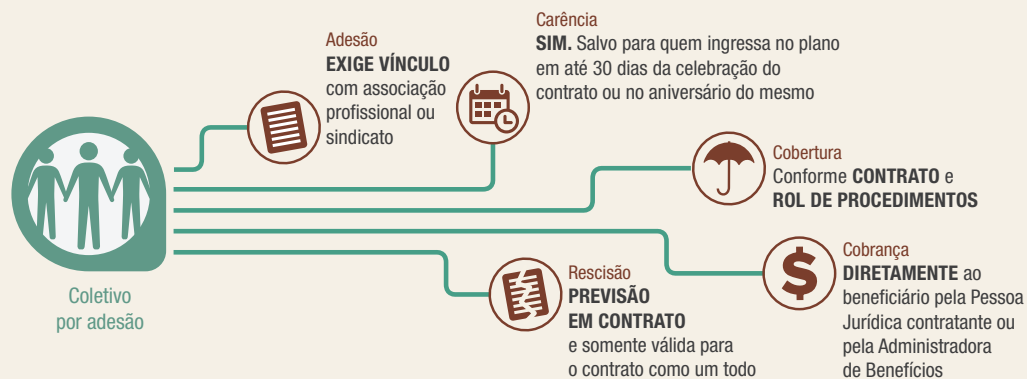 Coletivo
por adesão
Adesão
EXIGE VÍNCULO
com associação
profissional ou
sindicato
Carência
SIM. Salvo para quem ingressa no plano
em até 30 dias da celebração do
contrato ou no aniversário do mesmo
Cobertura
Conforme CONTRATO e
ROL DE PROCEDIMENTOS
Cobrança
DIRETAMENTE ao
beneficiário pela Pessoa
Jurídica contratante ou
pela Administradora
de Benefícios
Rescisão
PREVISÃO
EM CONTRATO
e somente válida para
o contrato como um todo